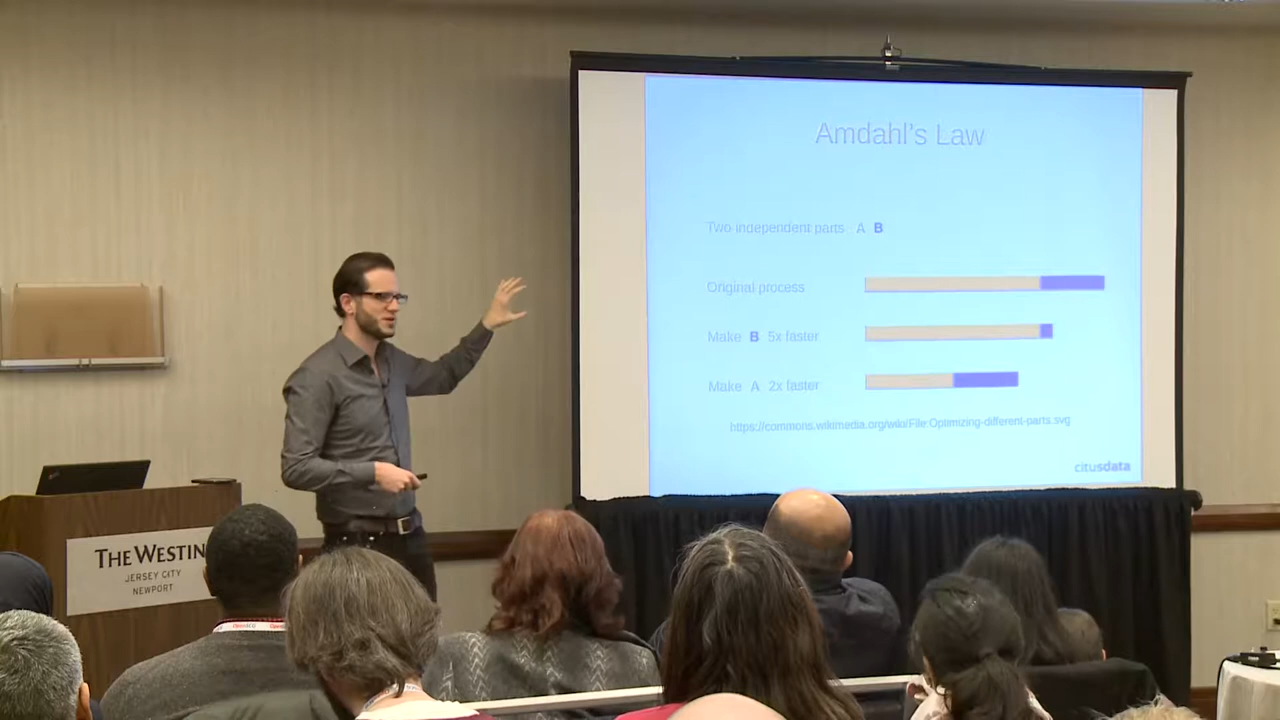 Amdahl's Law
Two independent parts A B
Original process
Make B 5x faster
Make A 2x faster
https://commons.wikimedia.org/wiki/File:Optimizing-different-parts.svg
citusdata
THE WESTIN
JERSEY CITY
NEWPORT